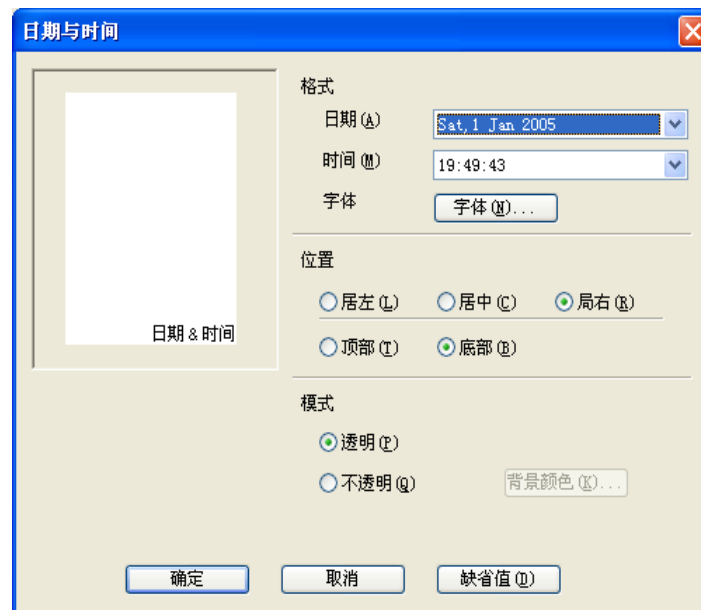 日期与时间
格式
日期(A)
Sat,1 Jan 2005
时间(M)
19:49:43
字体
字体(N)...
日期 & 时间
位置
居左(L) 居中(C) 局右(R)
顶部(T) 底部(B)
模式
透明(P)
不透明(Q)
背景颜色(K)...
确定 取消 缺省值(D)